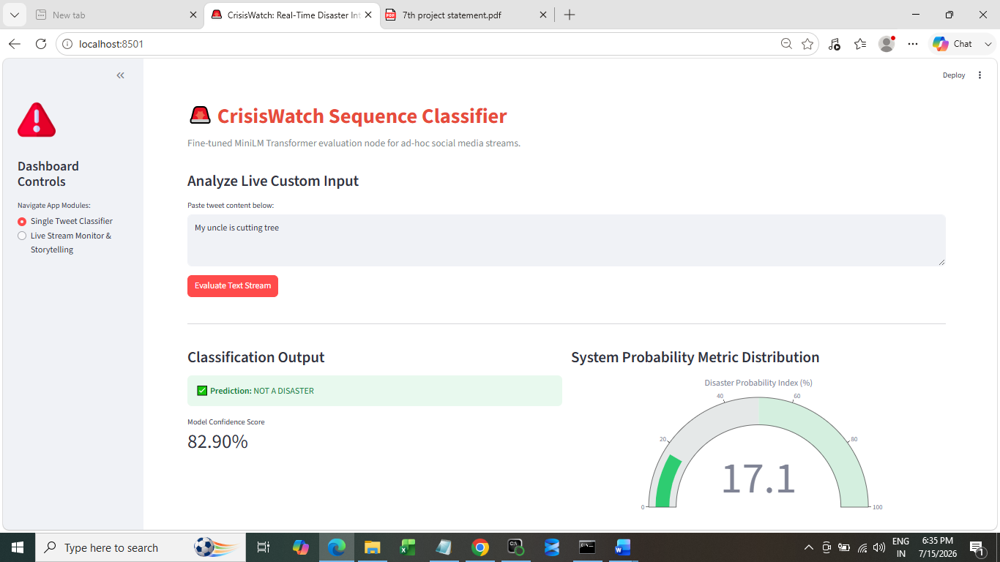 New tab
CrisisWatch: Real-Time Disaster Int
7th project statement.pdf
localhost:8501
Chat
Deploy
Dashboard
Controls
Navigate App Modules:
Single Tweet Classifier
Live Stream Monitor &
Storytelling
CrisisWatch Sequence Classifier
Fine-tuned MiniLM Transformer evaluation node for ad-hoc social media streams.
Analyze Live Custom Input
Paste tweet content below:
My uncle is cutting tree
Evaluate Text Stream
Classification Output
Prediction: NOT A DISASTER
Model Confidence Score
82.90%
System Probability Metric Distribution
Disaster Probability Index (%)
0
20
40
60
80
100
17.1
Type here to search
ENG
IN
6:35 PM
7/15/2026
1